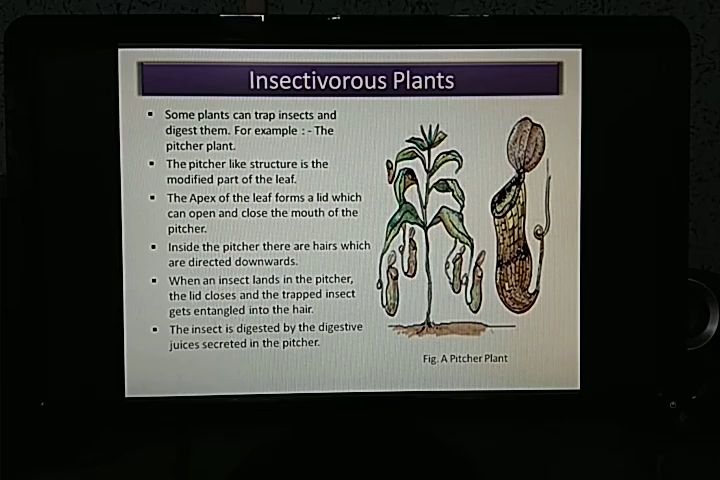 Insectivorous Plants
▪ Some plants can trap insects and
digest them. For example : - The
pitcher plant.
▪ The pitcher like structure is the
modified part of the leaf.
▪ The Apex of the leaf forms a lid which
can open and close the mouth of the
pitcher.
▪ Inside the pitcher there are hairs which
are directed downwards.
▪ When an insect lands in the pitcher,
the lid closes and the trapped insect
gets entangled into the hair.
▪ The insect is digested by the digestive
juices secreted in the pitcher.
Fig. A Pitcher Plant